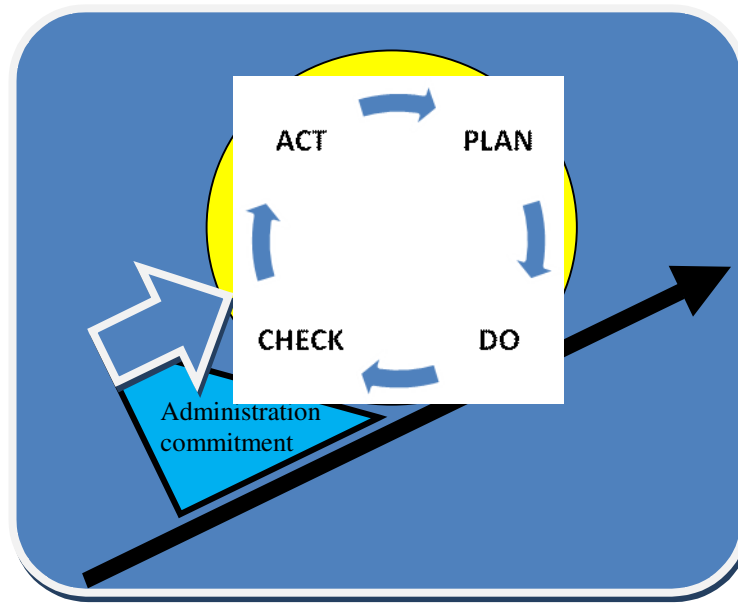 ACT
PLAN
CHECK
DO
Administration
commitment